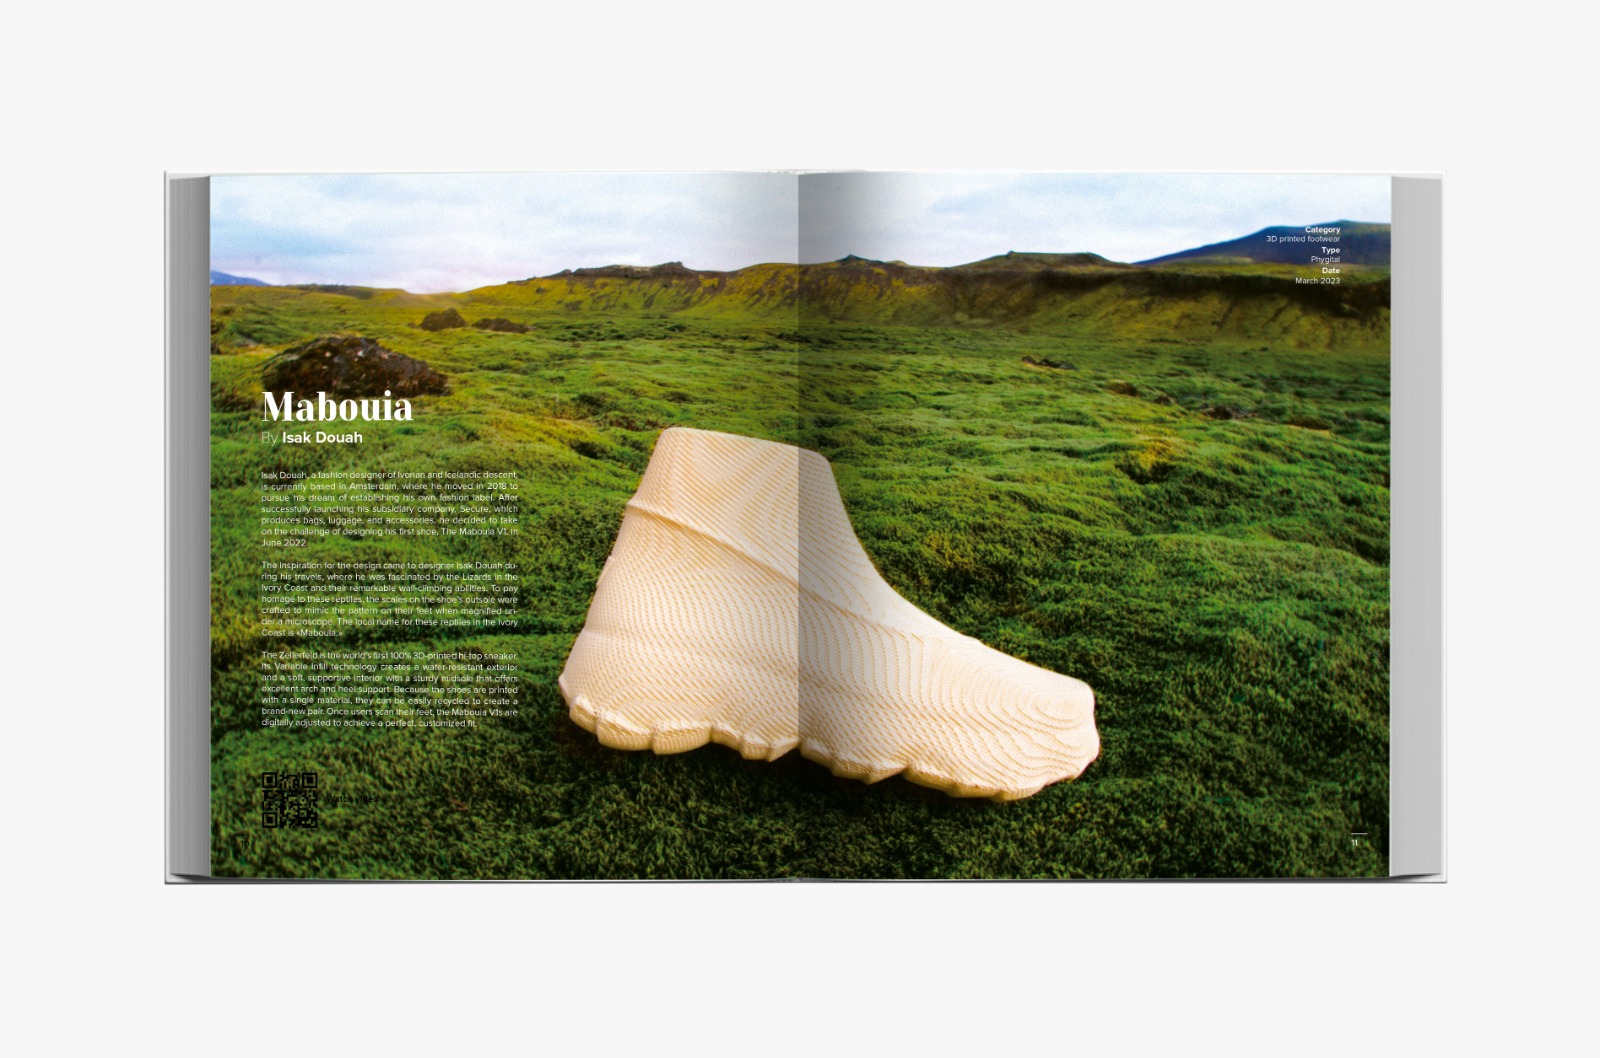 Mabouia
By Isak Douah
Isak Douah, a fashion designer of Ivorian and Icelandic descent,
is currently based in Amsterdam, where he moved in 2018 to
pursue his dream of establishing his own fashion label. After
successfully launching his subsidiary company, Secure, which
produces bags, luggage, and accessories, he decided to take
on the challenge of designing his first shoe, The Mabouia V1, in
June 2022.
The inspiration for the design came to designer Isak Douah du-
ring his travels, where he was fascinated by the Lizards in the
Ivory Coast and their remarkable wall-climbing abilities. To pay
homage to these reptiles, the scales on the shoe's outsole were
crafted to mimic the pattern on their feet when magnified un-
der a microscope. The local name for these reptiles in the Ivory
Coast is «Mabouia.»
The Zellerfeld is the world's first 100% 3D-printed hi-top sneaker.
Its Variable Infill technology creates a water-resistant exterior
and a soft, supportive interior with a sturdy midsole that offers
excellent arch and heel support. Because the shoes are printed
with a single material, they can be easily recycled to create a
brand-new pair. Once users scan their feet, the Mabouia V1s are
digitally adjusted to achieve a perfect, customized fit.
Watch video
10
Category
3D printed footwear
Type
Phygital
Date
March 2023
11